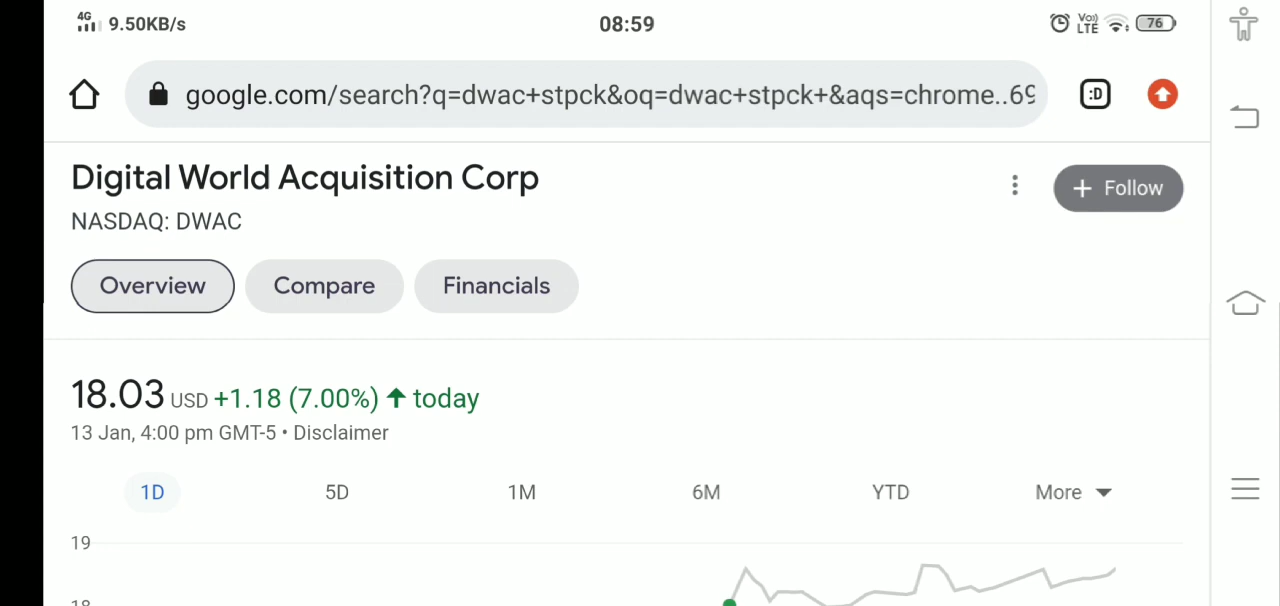 4G 9.50KB/s 08:59 Vo)) LTE 76
google.com/search?q=dwac+stpck&oq=dwac+stpck+&aqs=chrome..69
:D
Digital World Acquisition Corp
+ Follow
NASDAQ: DWAC
Overview Compare Financials
18.03 USD +1.18 (7.00%) ↑ today
13 Jan, 4:00 pm GMT-5 • Disclaimer
1D 5D 1M 6M YTD More
19
18